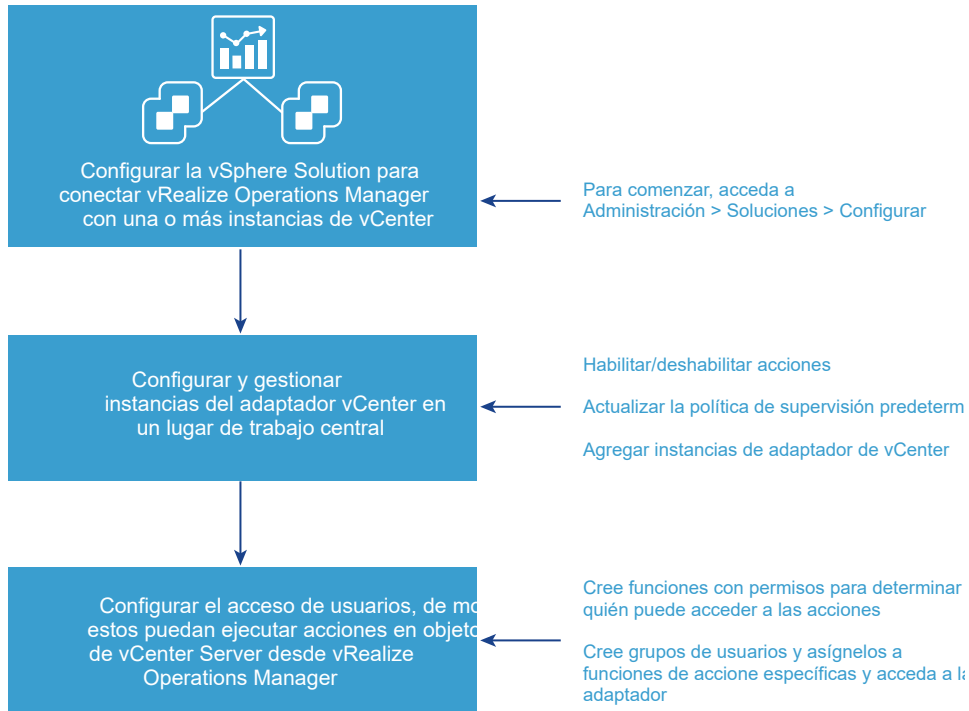 Configurar la vSphere Solution para
conectar vRealize Operations Manager
con una o más instancias de vCenter
Para comenzar, acceda a
Administración > Soluciones > Configurar
Configurar y gestionar
instancias del adaptador vCenter en
un lugar de trabajo central
Habilitar/deshabilitar acciones
Actualizar la política de supervisión predeterm
Agregar instancias de adaptador de vCenter
Configurar el acceso de usuarios, de mo
estos puedan ejecutar acciones en objeto
de vCenter Server desde vRealize
Operations Manager
Cree funciones con permisos para determinar
quién puede acceder a las acciones
Cree grupos de usuarios y asígnelos a
funciones de accione específicas y acceda a la
adaptador